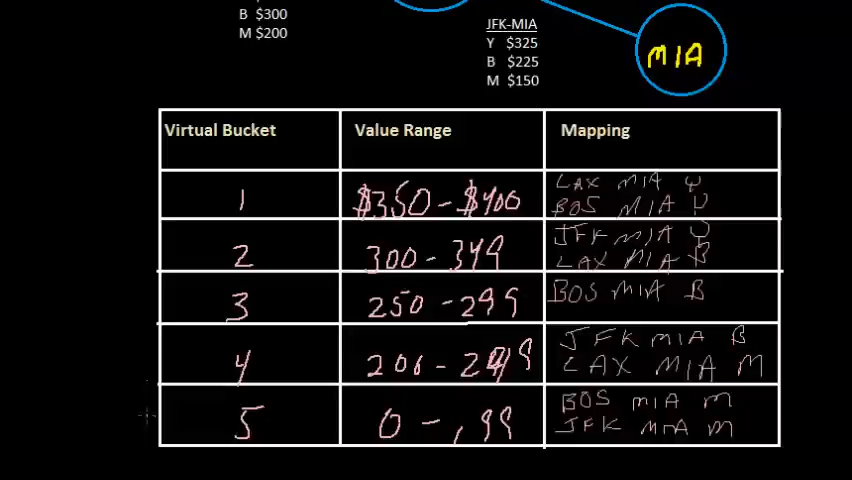 B $300
M $200
JFK-MIA
Y $325
B $225
M $150
MIA
Virtual Bucket Value Range Mapping
1 $350 - $400 LAX MIA Y
BOS MIA Y
2 300 - 349 JFK MIA Y
LAX MIA B
3 250 - 299 BOS MIA B
4 200 - 249 JFK MIA B
LAX MIA M
5 0 - 199 BOS MIA M
JFK MIA M